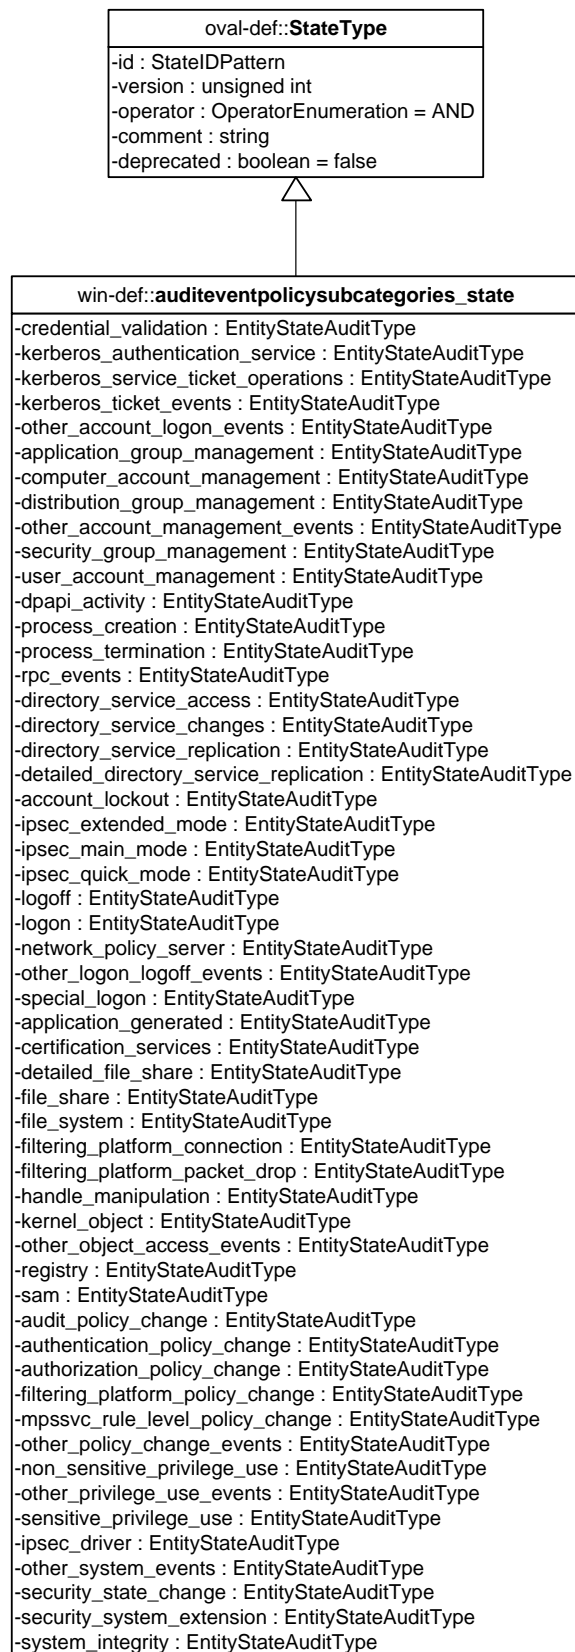 oval-def::StateType
-id : StateIDPattern
-version : unsigned int
-operator : OperatorEnumeration = AND
-comment : string
-deprecated : boolean = false
win-def::auditeventpolicysubcategories_state
-credential_validation : EntityStateAuditType
-kerberos_authentication_service : EntityStateAuditType
-kerberos_service_ticket_operations : EntityStateAuditType
-kerberos_ticket_events : EntityStateAuditType
-other_account_logon_events : EntityStateAuditType
-application_group_management : EntityStateAuditType
-computer_account_management : EntityStateAuditType
-distribution_group_management : EntityStateAuditType
-other_account_management_events : EntityStateAuditType
-security_group_management : EntityStateAuditType
-user_account_management : EntityStateAuditType
-dpapi_activity : EntityStateAuditType
-process_creation : EntityStateAuditType
-process_termination : EntityStateAuditType
-rpc_events : EntityStateAuditType
-directory_service_access : EntityStateAuditType
-directory_service_changes : EntityStateAuditType
-directory_service_replication : EntityStateAuditType
-detailed_directory_service_replication : EntityStateAuditType
-account_lockout : EntityStateAuditType
-ipsec_extended_mode : EntityStateAuditType
-ipsec_main_mode : EntityStateAuditType
-ipsec_quick_mode : EntityStateAuditType
-logoff : EntityStateAuditType
-logon : EntityStateAuditType
-network_policy_server : EntityStateAuditType
-other_logon_logoff_events : EntityStateAuditType
-special_logon : EntityStateAuditType
-application_generated : EntityStateAuditType
-certification_services : EntityStateAuditType
-detailed_file_share : EntityStateAuditType
-file_share : EntityStateAuditType
-file_system : EntityStateAuditType
-filtering_platform_connection : EntityStateAuditType
-filtering_platform_packet_drop : EntityStateAuditType
-handle_manipulation : EntityStateAuditType
-kernel_object : EntityStateAuditType
-other_object_access_events : EntityStateAuditType
-registry : EntityStateAuditType
-sam : EntityStateAuditType
-audit_policy_change : EntityStateAuditType
-authentication_policy_change : EntityStateAuditType
-authorization_policy_change : EntityStateAuditType
-filtering_platform_policy_change : EntityStateAuditType
-mpssvc_rule_level_policy_change : EntityStateAuditType
-other_policy_change_events : EntityStateAuditType
-non_sensitive_privilege_use : EntityStateAuditType
-other_privilege_use_events : EntityStateAuditType
-sensitive_privilege_use : EntityStateAuditType
-ipsec_driver : EntityStateAuditType
-other_system_events : EntityStateAuditType
-security_state_change : EntityStateAuditType
-security_system_extension : EntityStateAuditType
-system_integrity : EntityStateAuditType